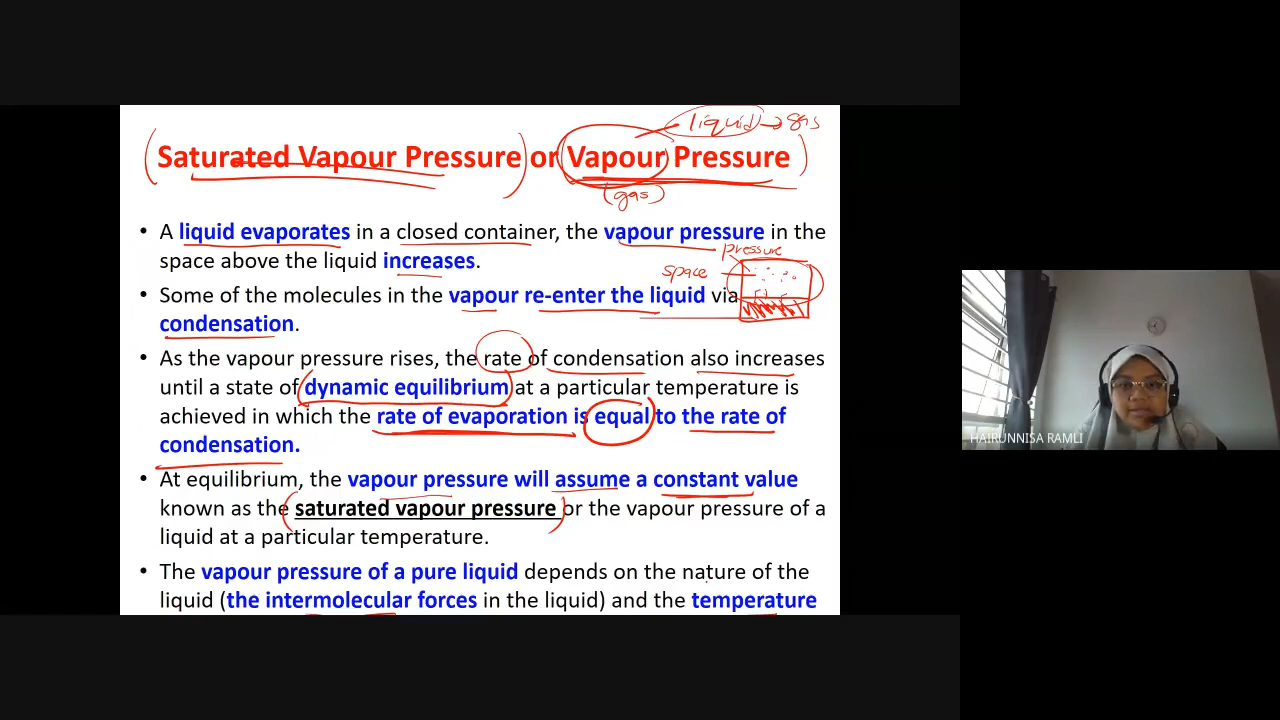 liquid → gas
Saturated Vapour Pressure or Vapour Pressure
(gas)
• A liquid evaporates in a closed container, the vapour pressure in the
pressure
space above the liquid increases.
space
• Some of the molecules in the vapour re-enter the liquid via
condensation.
• As the vapour pressure rises, the rate of condensation also increases
until a state of dynamic equilibrium at a particular temperature is
achieved in which the rate of evaporation is equal to the rate of
condensation.
HAIRUNNISA RAMLI
• At equilibrium, the vapour pressure will assume a constant value
known as the saturated vapour pressure or the vapour pressure of a
liquid at a particular temperature.
• The vapour pressure of a pure liquid depends on the nature of the
liquid (the intermolecular forces in the liquid) and the temperature